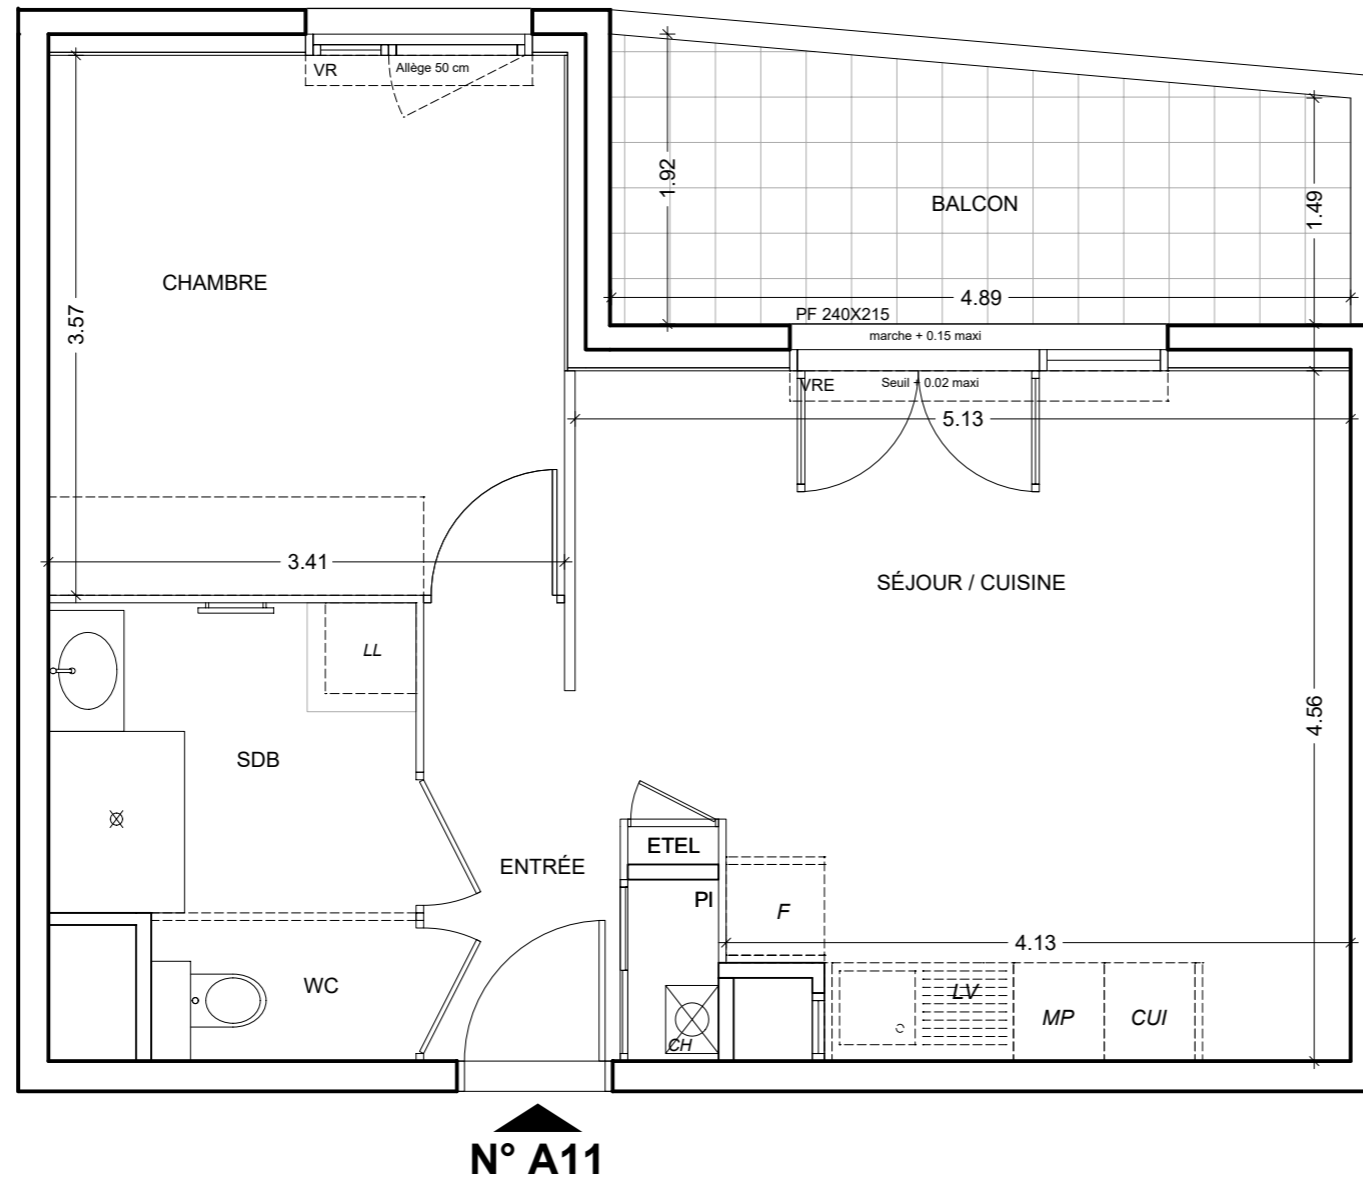 VR
Allège 50 cm
1.92
1.49
BALCON
CHAMBRE
3.57
4.89
PF 240X215
marche + 0.15 maxi
VRE
Seuil + 0.02 maxi
5.13
3.41
SÉJOUR / CUISINE
LL
4.56
SDB
ETEL
ENTRÉE
PI
F
4.13
WC
LV
MP
CUI
CH
N° A11